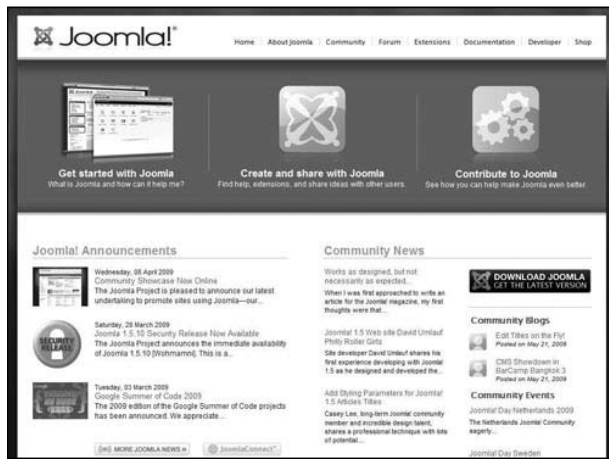 Joomla!®
Home
About Joomla
Community
Forum
Extensions
Documentation
Developer
Shop
Get started with Joomla
What is Joomla and how can it help me?
Create and share with Joomla
Find help, extensions, and share ideas with other users.
Contribute to Joomla
See how you can help make Joomla even better.
Joomla! Announcements
Wednesday, 08 April 2009
Community Showcase Now Online
The Joomla Project is pleased to announce our latest
undertaking to promote sites using Joomla—our...
SECURITY
RELEASE
Saturday, 28 March 2009
Joomla 1.5.10 Security Release Now Available
The Joomla Project announces the immediate availability
of Joomla 1.5.10 [Wohmamni]. This is a...
Tuesday, 03 March 2009
Google Summer of Code 2009
The 2009 edition of the Google Summer of Code projects
has been announced. We appreciate...
MORE JOOMLA NEWS »
JoomlaConnect™
Community News
Works as designed, but not
necessarily as expected...
When I was first approached to write an
article for the Joomla! magazine, my first
thoughts were that...
Joomla! 1.5 Web site David Umlauf
Philly Roller Girls
Site developer David Umlauf shares his
first experience developing with Joomla!
1.5 as he designed and developed the...
Add Styling Parameters for Joomla!
1.5 Articles Titles
Casey Lee, long-term Joomla! community
member and incredible design talent,
shares a professional technique with lots
of potential...
DOWNLOAD JOOMLA
GET THE LATEST VERSION
Community Blogs
Edit Titles on the Fly!
Posted on May 21, 2009
CMS Showdown in
BarCamp Bangkok 3
Posted on May 21, 2009
Community Events
Joomla! Day Netherlands 2009
The Netherlands Joomla! Community
eagerly...
Joomla! Day Sweden